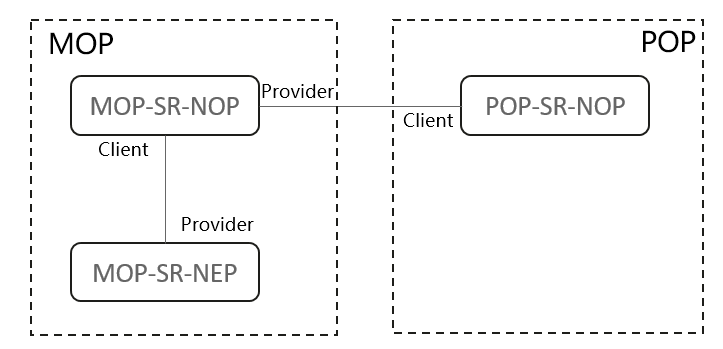 MOP
POP
MOP-SR-NOP
Provider
Client
POP-SR-NOP
Client
Provider
MOP-SR-NEP